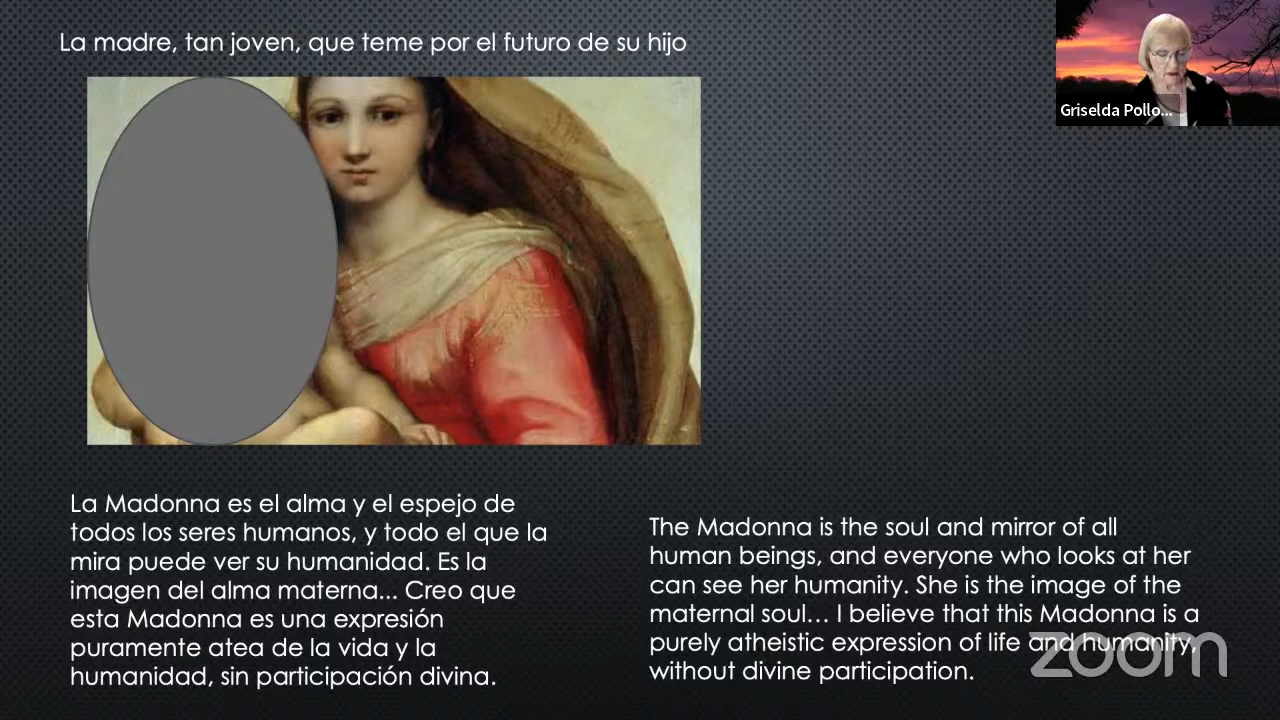 La madre, tan joven, que teme por el futuro de su hijo
Griselda Pollo...
La Madonna es el alma y el espejo de
todos los seres humanos, y todo el que la
mira puede ver su humanidad. Es la
imagen del alma materna... Creo que
esta Madonna es una expresión
puramente atea de la vida y la
humanidad, sin participación divina.
The Madonna is the soul and mirror of all
human beings, and everyone who looks at her
can see her humanity. She is the image of the
maternal soul… I believe that this Madonna is a
purely atheistic expression of life and humanity,
without divine participation.
zoom